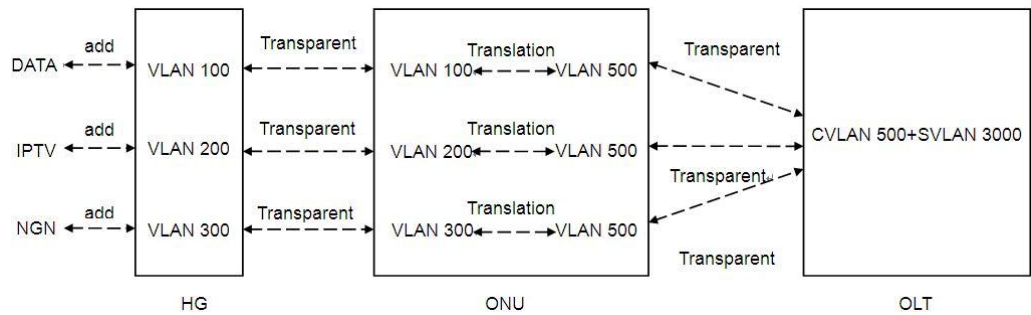 DATA add VLAN 100 Transparent VLAN 100 Translation VLAN 500 Transparent
IPTV add VLAN 200 Transparent VLAN 200 Translation VLAN 500 CVLAN 500+SVLAN 3000
Transparent
NGN add VLAN 300 Transparent VLAN 300 Translation VLAN 500
Transparent
HG ONU OLT